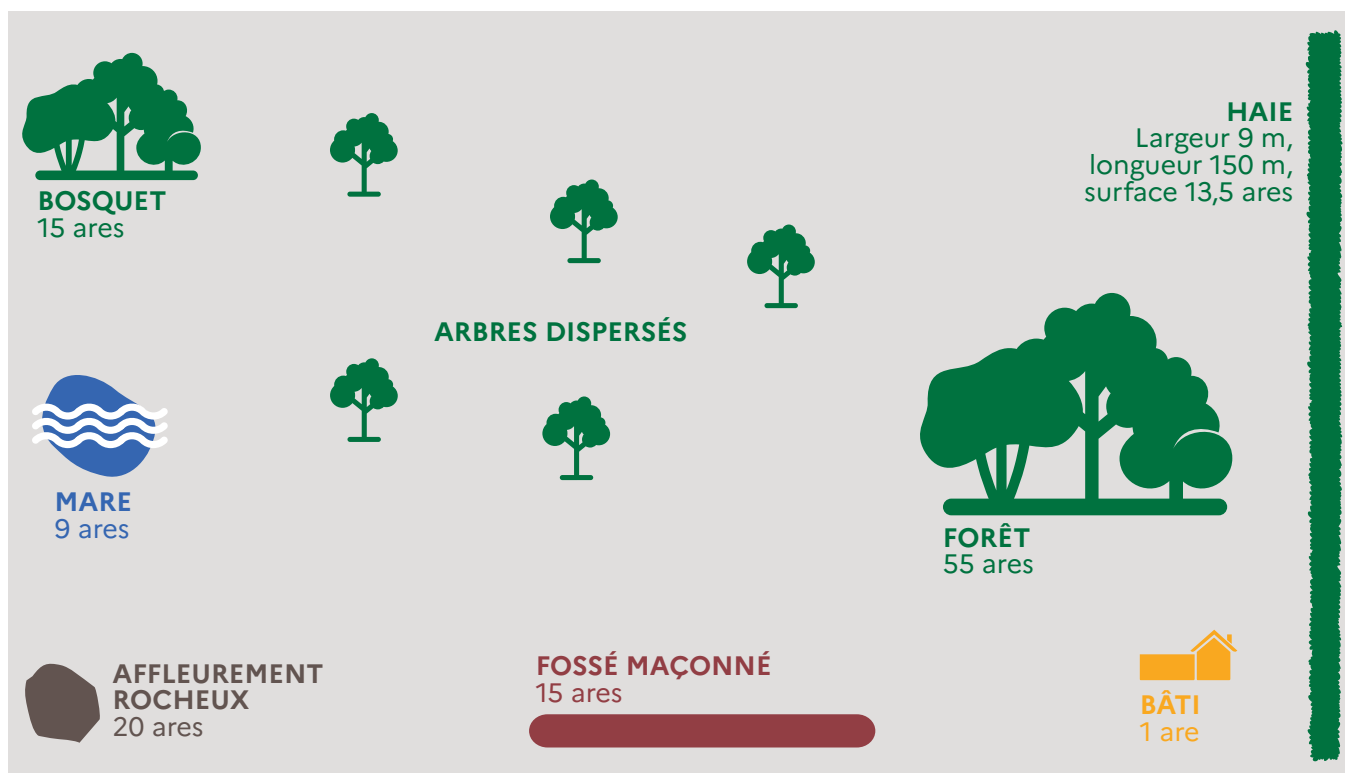 BOSQUET
15 ares
HAIE
Largeur 9 m,
longueur 150 m,
surface 13,5 ares
ARBRES DISPERSÉS
MARE
9 ares
FORÊT
55 ares
AFFLEUREMENT
ROCHEUX
20 ares
FOSSÉ MAÇONNÉ
15 ares
BÂTI
1 are